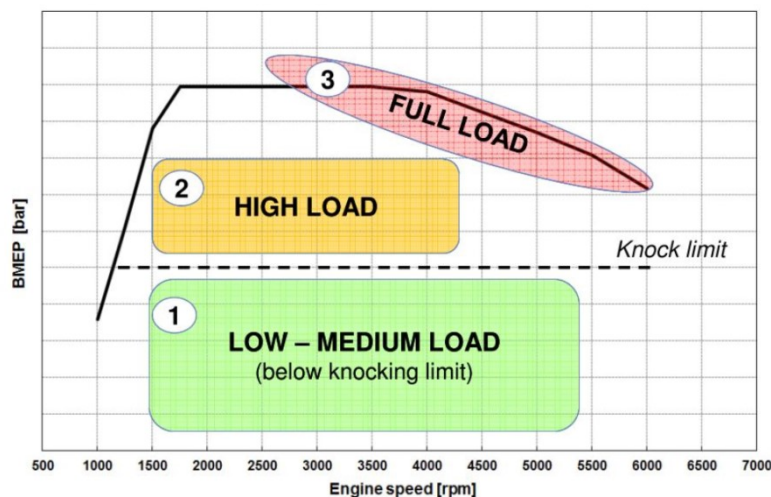 3
FULL LOAD
2
HIGH LOAD
Knock limit
1
LOW – MEDIUM LOAD
(below knocking limit)
BMEP [bar]
500 1000 1500 2000 2500 3000 3500 4000 4500 5000 5500 6000 6500 7000
Engine speed [rpm]